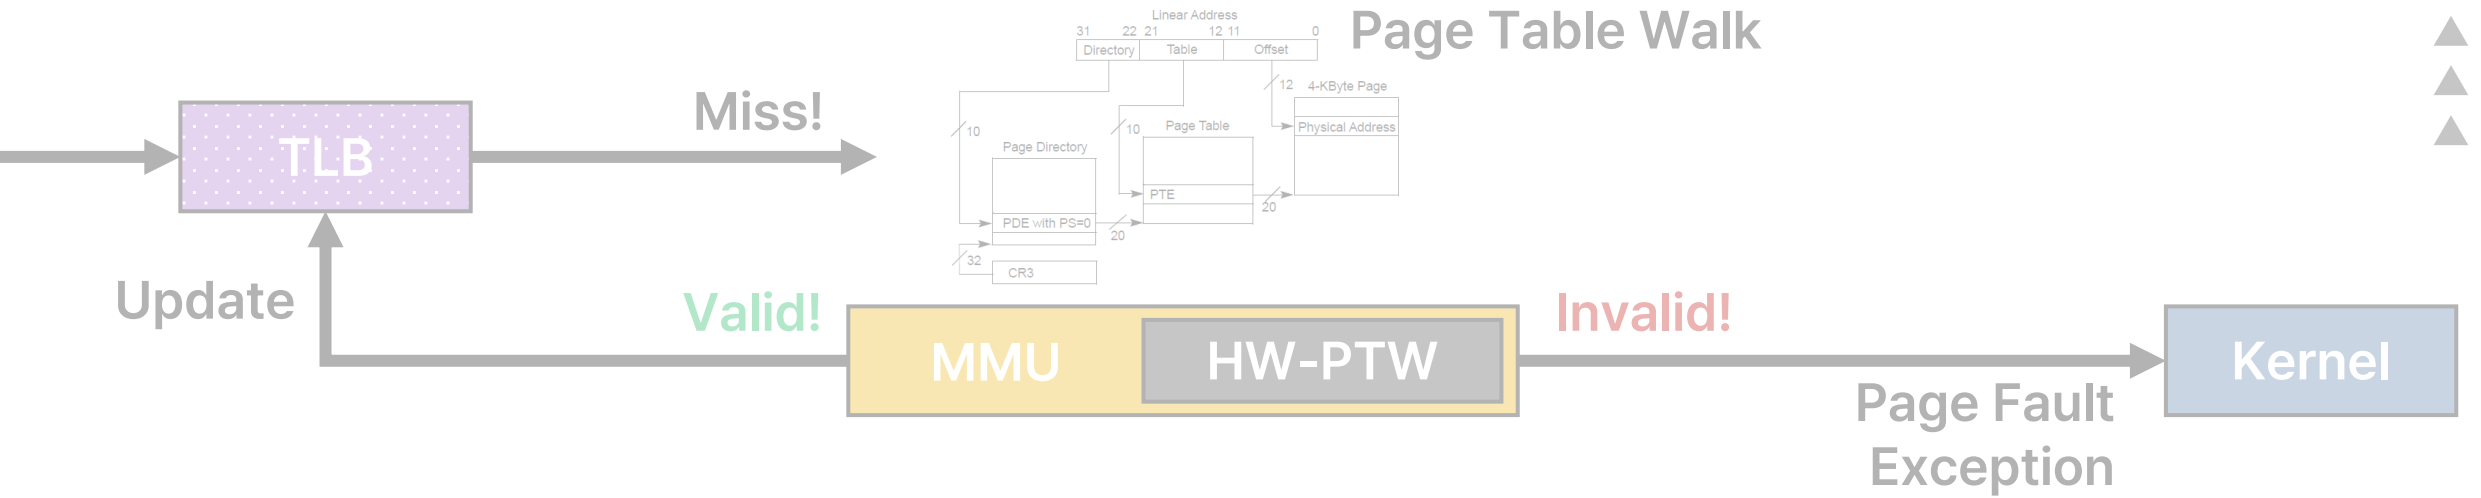 Linear Address
Page Table Walk
31 22 21 12 11 0
Directory Table Offset
12
4-KByte Page
Miss!
TLB
10
10
Page Table
Physical Address
Page Directory
PTE
20
PDE with PS=0
20
32
CR3
Update
Valid!
Invalid!
MMU
HW-PTW
Kernel
Page Fault
Exception